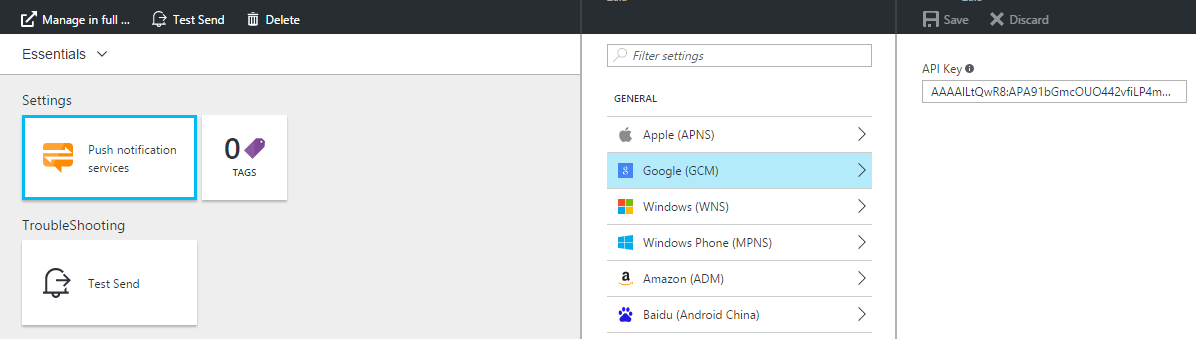 Manage in full ...
Test Send
Delete
Save
Discard
Essentials
Filter settings
API Key
AAAAlLtQwR8:APA91bGmcOUO442vfiLP4m...
GENERAL
Settings
Push notification
services
0
TAGS
Apple (APNS)
Google (GCM)
Windows (WNS)
TroubleShooting
Windows Phone (MPNS)
Test Send
Amazon (ADM)
Baidu (Android China)